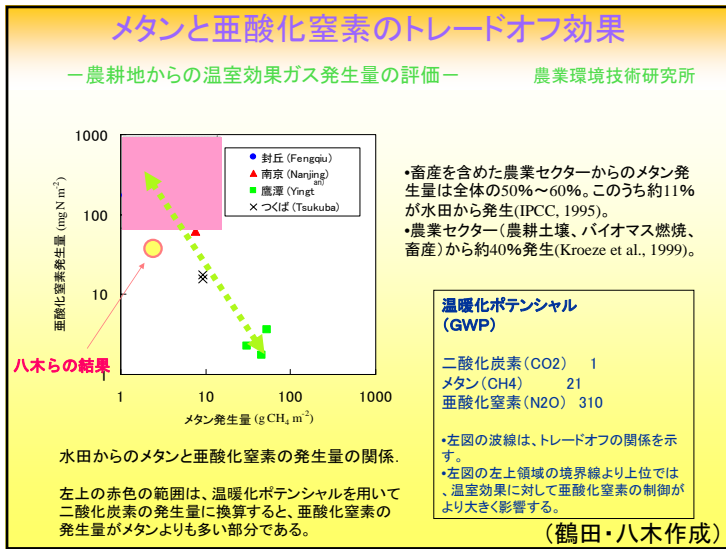 メタンと亜酸化窒素のトレードオフ効果
－農耕地からの温室効果ガス発生量の評価－ 農業環境技術研究所
1000
100
10
1
亜酸化窒素発生量 (mg N m-2)
封丘 (Fengqiu)
南京 (Nanjing)
鷹潭 (Yingtan)
つくば (Tsukuba)
八木らの結果
1 10 100 1000
メタン発生量 (g CH4 m-2)
水田からのメタンと亜酸化窒素の発生量の関係.
左上の赤色の範囲は、温暖化ポテンシャルを用いて
二酸化炭素の発生量に換算すると、亜酸化窒素の
発生量がメタンよりも多い部分である。
•畜産を含めた農業セクターからのメタン発
生量は全体の50%～60%。このうち約11%
が水田から発生(IPCC, 1995)。
•農業セクター(農耕土壌、バイオマス燃焼、
畜産)から約40%発生(Kroeze et al., 1999)。
温暖化ポテンシャル
(GWP)
二酸化炭素(CO2) 1
メタン(CH4) 21
亜酸化窒素(N2O) 310
•左図の波線は、トレードオフの関係を示
す。
•左図の左上領域の境界線より上位では
、温室効果に対して亜酸化窒素の制御が
より大きく影響する。
(鶴田・八木作成)